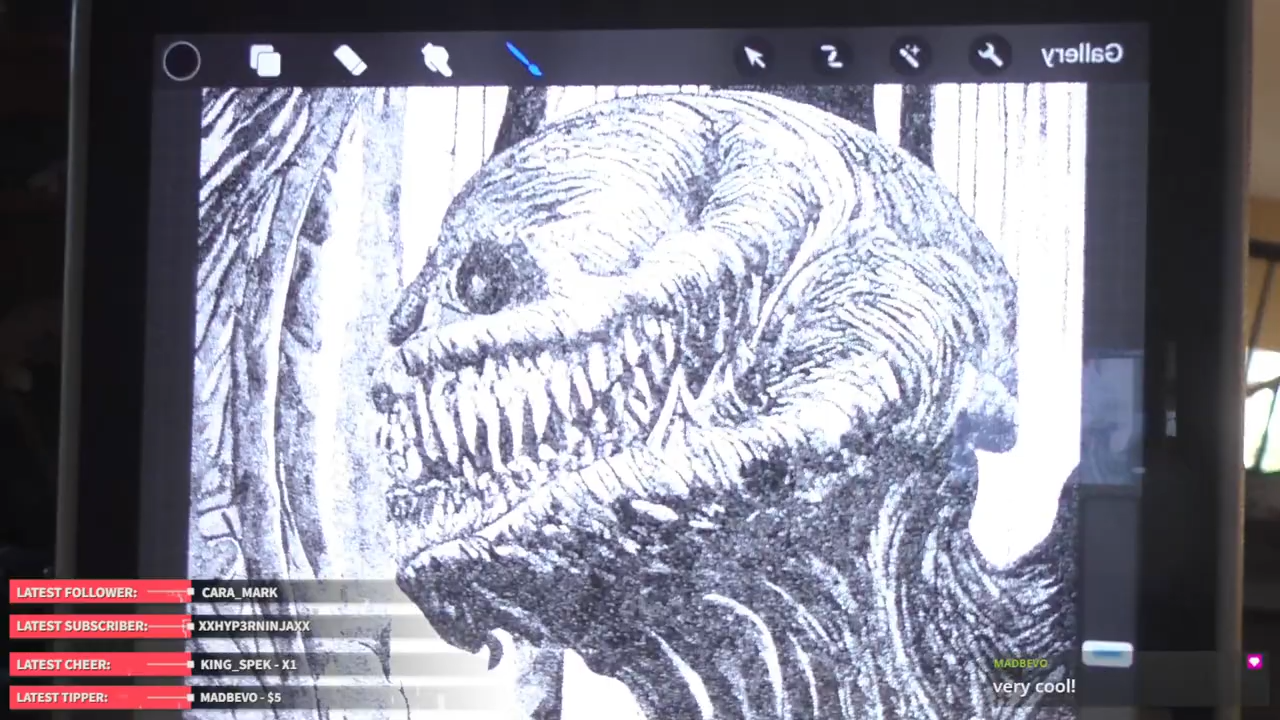 Gallery
LATEST FOLLOWER: CARA_MARK
LATEST SUBSCRIBER: XXHYP3RNINJAXX
LATEST CHEER: KING_SPEK - X1
LATEST TIPPER: MADBEVO - $5
MADBEVO
very cool!